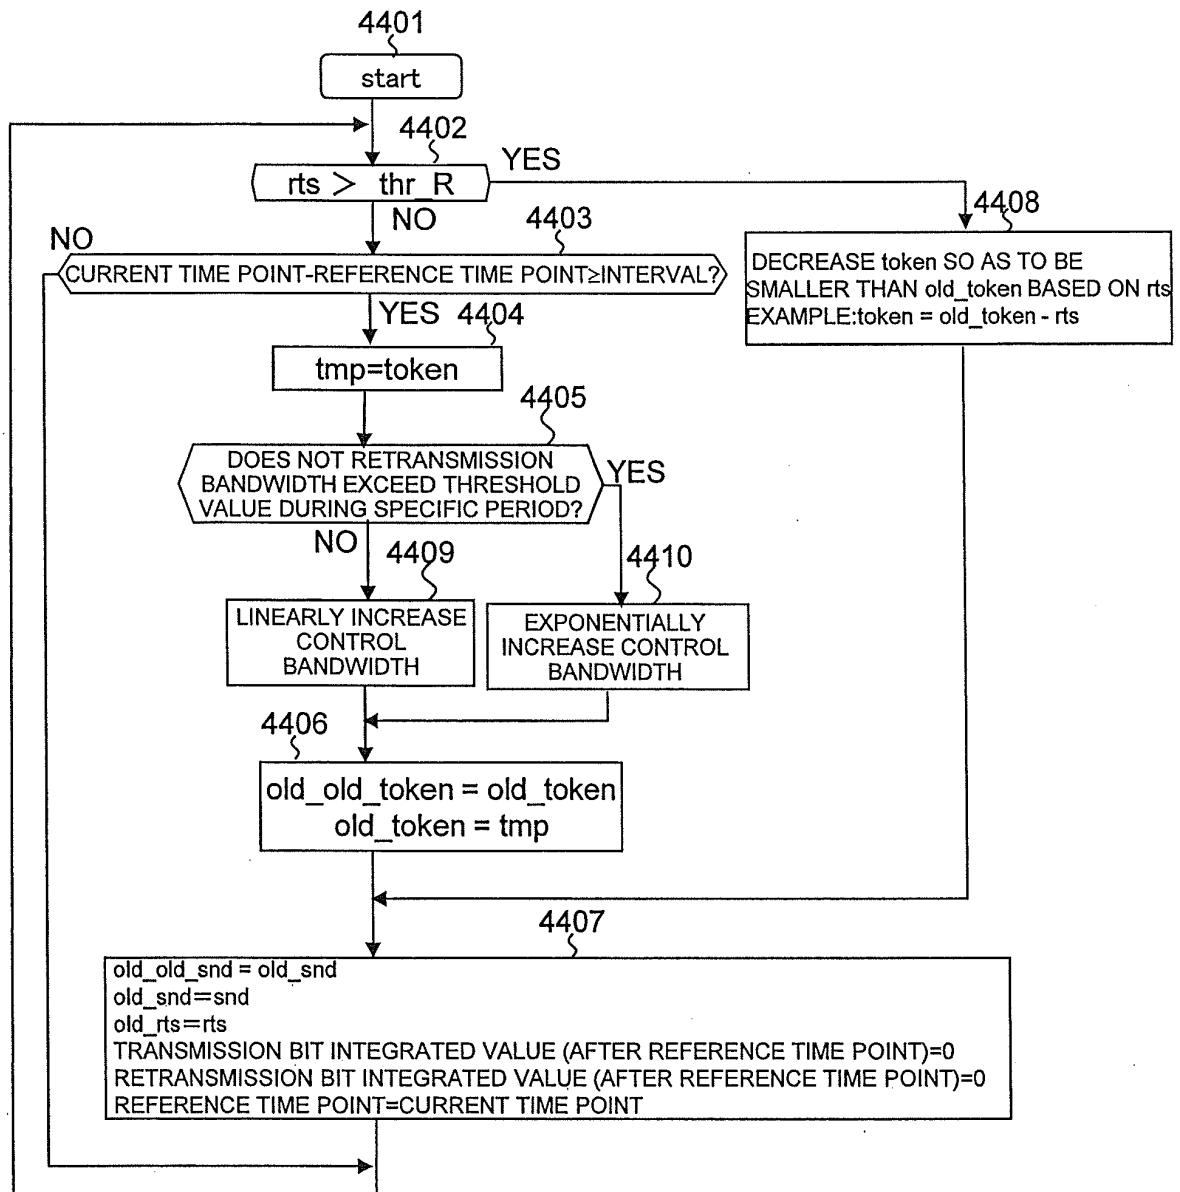 4401
start
4402
rts > thr_R
YES
NO
4403
NO
CURRENT TIME POINT-REFERENCE TIME POINT≥INTERVAL?
4408
DECREASE token SO AS TO BE
SMALLER THAN old_token BASED ON rts
EXAMPLE:token = old_token - rts
YES
4404
tmp=token
4405
DOES NOT RETRANSMISSION
BANDWIDTH EXCEED THRESHOLD
VALUE DURING SPECIFIC PERIOD?
YES
NO
4409
LINEARLY INCREASE
CONTROL
BANDWIDTH
4410
EXPONENTIALLY
INCREASE CONTROL
BANDWIDTH
4406
old_old_token = old_token
old_token = tmp
4407
old_old_snd = old_snd
old_snd=snd
old_rts=rts
TRANSMISSION BIT INTEGRATED VALUE (AFTER REFERENCE TIME POINT)=0
RETRANSMISSION BIT INTEGRATED VALUE (AFTER REFERENCE TIME POINT)=0
REFERENCE TIME POINT=CURRENT TIME POINT